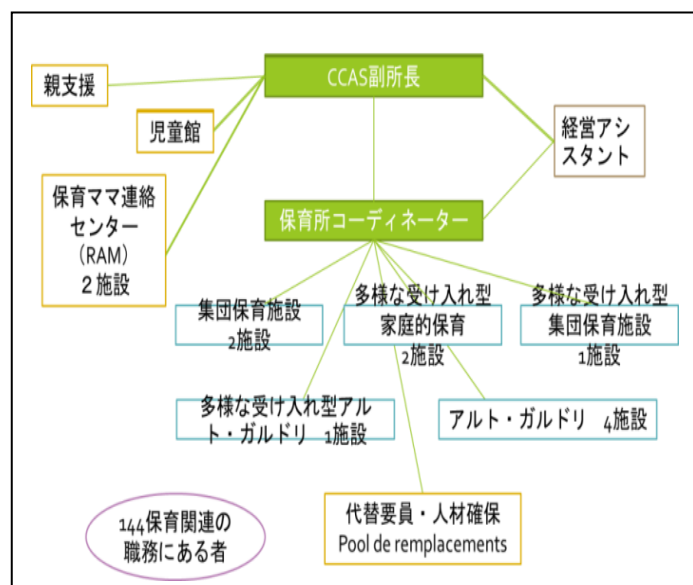 CCAS副所長
親支援
児童館
経営アシ
スタント
保育ママ連絡
センター
(RAM)
２施設
保育所コーディネーター
集団保育施設
2施設
多様な受け入れ型
家庭的保育
2施設
多様な受け入れ型
集団保育施設
1施設
多様な受け入れ型アル
ト・ガルドリ　1施設
アルト・ガルドリ　4施設
代替要員・人材確保
Pool de remplacements
144保育関連の
職務にある者